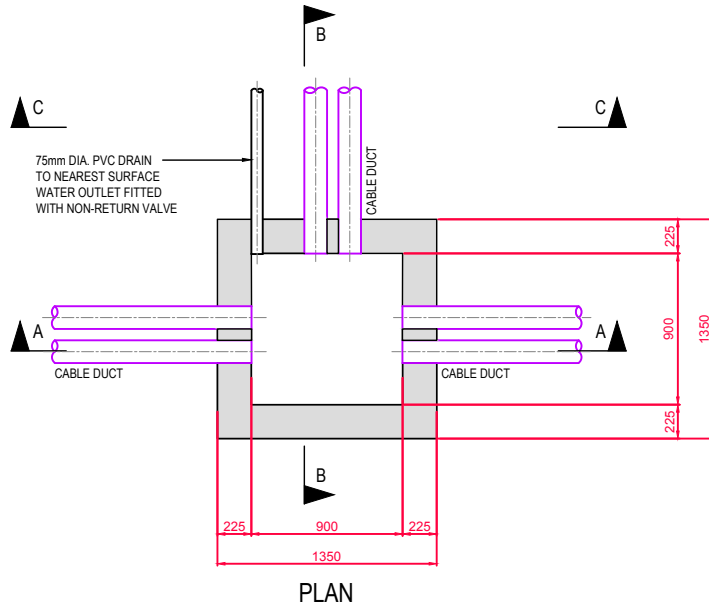 B
C
C
75mm DIA. PVC DRAIN
TO NEAREST SURFACE
WATER OUTLET FITTED
WITH NON-RETURN VALVE
CABLE DUCT
225
900
1350
225
A
A
CABLE DUCT
CABLE DUCT
B
225
900
225
1350
PLAN